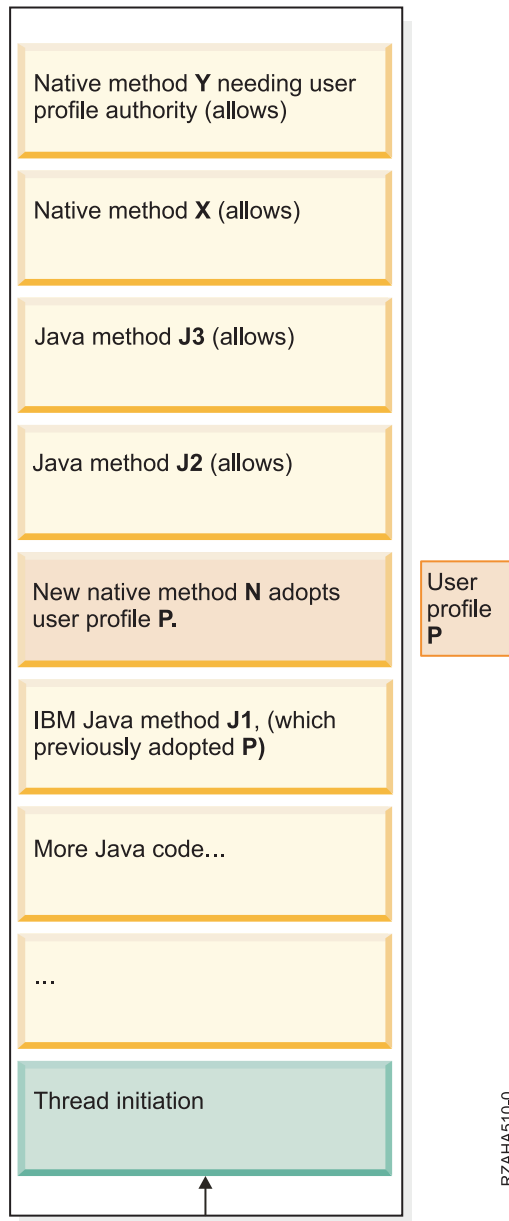 Native method Y needing user
profile authority (allows)
Native method X (allows)
Java method J3 (allows)
Java method J2 (allows)
New native method N adopts
user profile P.
User
profile
P
IBM Java method J1, (which
previously adopted P)
More Java code...
...
Thread initiation
RZAHA510-0